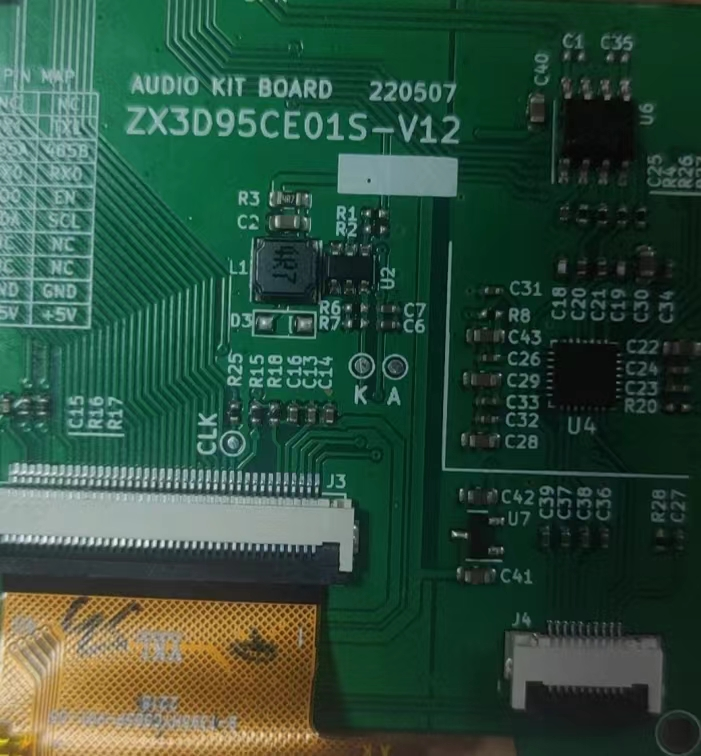 C1 C35
C40
PIN MAP
AUDIO KIT BOARD 220507
ZX3D95CE01S-V12
U6
NC NC
485B
RX0
EN
SCL
NC
NC
GND
+5V
C25
R4
R26
R3
C2
R1
R2
L1
4R7
U2
D3
R6
R7
C7
C6
C31
R8
C43
C26
C29
C33
C32
C28
C18
C20
C21
C19
C30
C34
C22
C24
C23
R20
U4
K A
R25
R15
R18
C16
C13
C14
C15
R16
R17
CLK
J3
C42
U7
C41
C39
C37
C38
C36
R28
C27
J4
TXL